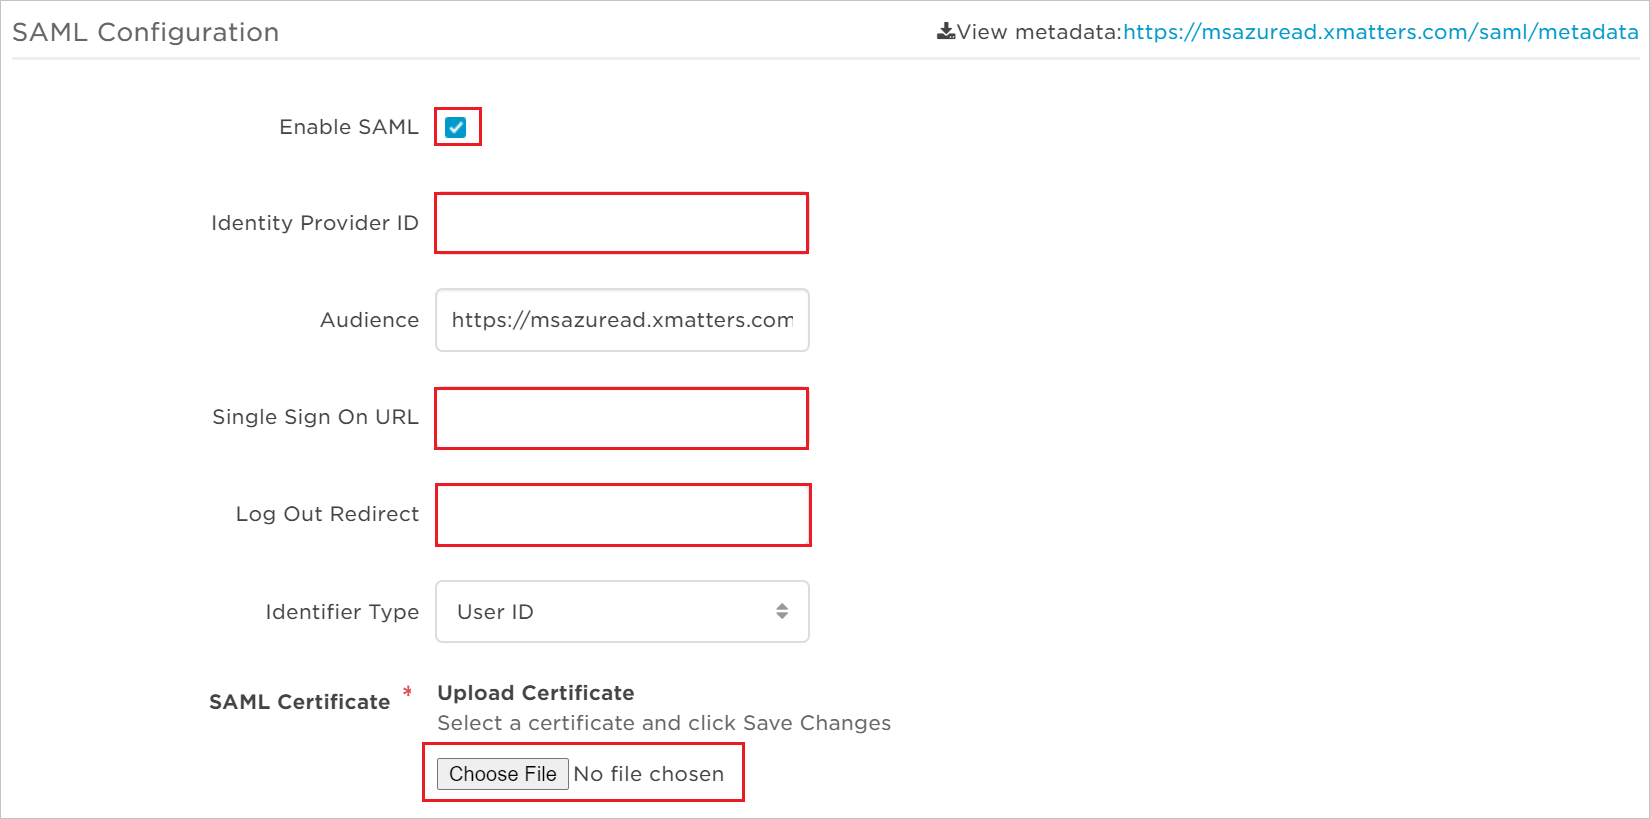 SAML Configuration
View metadata:https://msazuread.xmatters.com/saml/metadata
Enable SAML
Identity Provider ID
Audience https://msazuread.xmatters.com
Single Sign On URL
Log Out Redirect
Identifier Type User ID
SAML Certificate * Upload Certificate
Select a certificate and click Save Changes
Choose File No file chosen